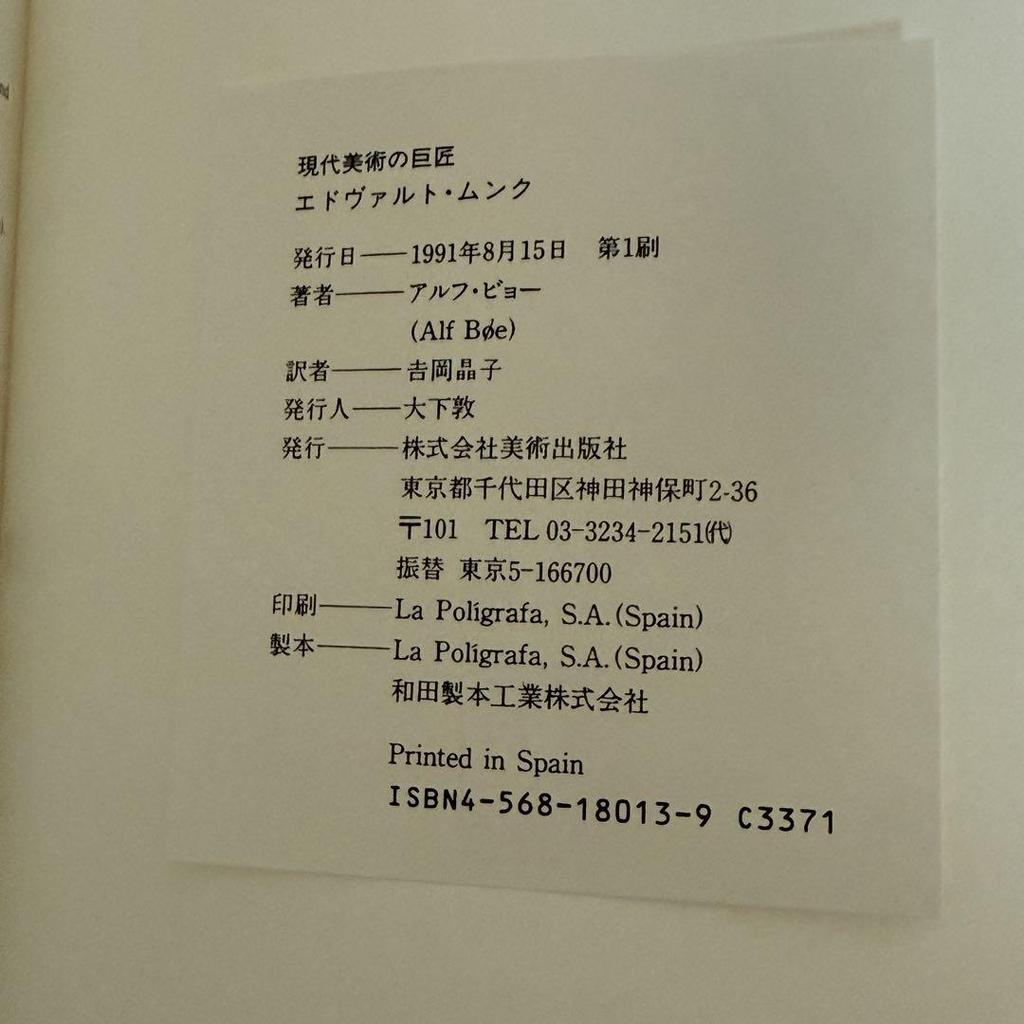 現代美術の巨匠
エドヴァルト・ムンク
発行日——1991年8月15日 第1刷
著者——アルフ・ビョー
(Alf Bøe)
訳者——吉岡晶子
発行人——大下敦
発行——株式会社美術出版社
東京都千代田区神田神保町2-36
〒101 TEL 03-3234-2151㈹
振替 東京5-166700
印刷——La Polígrafa, S.A.(Spain)
製本——La Polígrafa, S.A.(Spain)
和田製本工業株式会社
Printed in Spain
ISBN4-568-18013-9 C3371